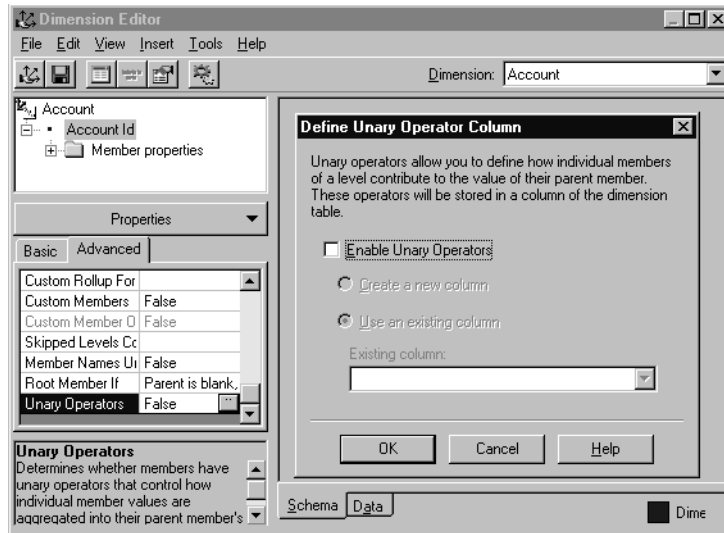 Dimension Editor
File Edit View Insert Tools Help
Dimension: Account
Account
Account Id
Member properties
Properties
Basic Advanced
Custom Rollup For
Custom Members False
Custom Member O False
Skipped Levels Cc
Member Names Ui False
Root Member If Parent is blank,
Unary Operators False
Unary Operators
Determines whether members have
unary operators that control how
individual member values are
aggregated into their parent member's
Define Unary Operator Column
Unary operators allow you to define how individual members
of a level contribute to the value of their parent member.
These operators will be stored in a column of the dimension
table.
Enable Unary Operators
Create a new column
Use an existing column
Existing column:
OK Cancel Help
Schema Data
Dime